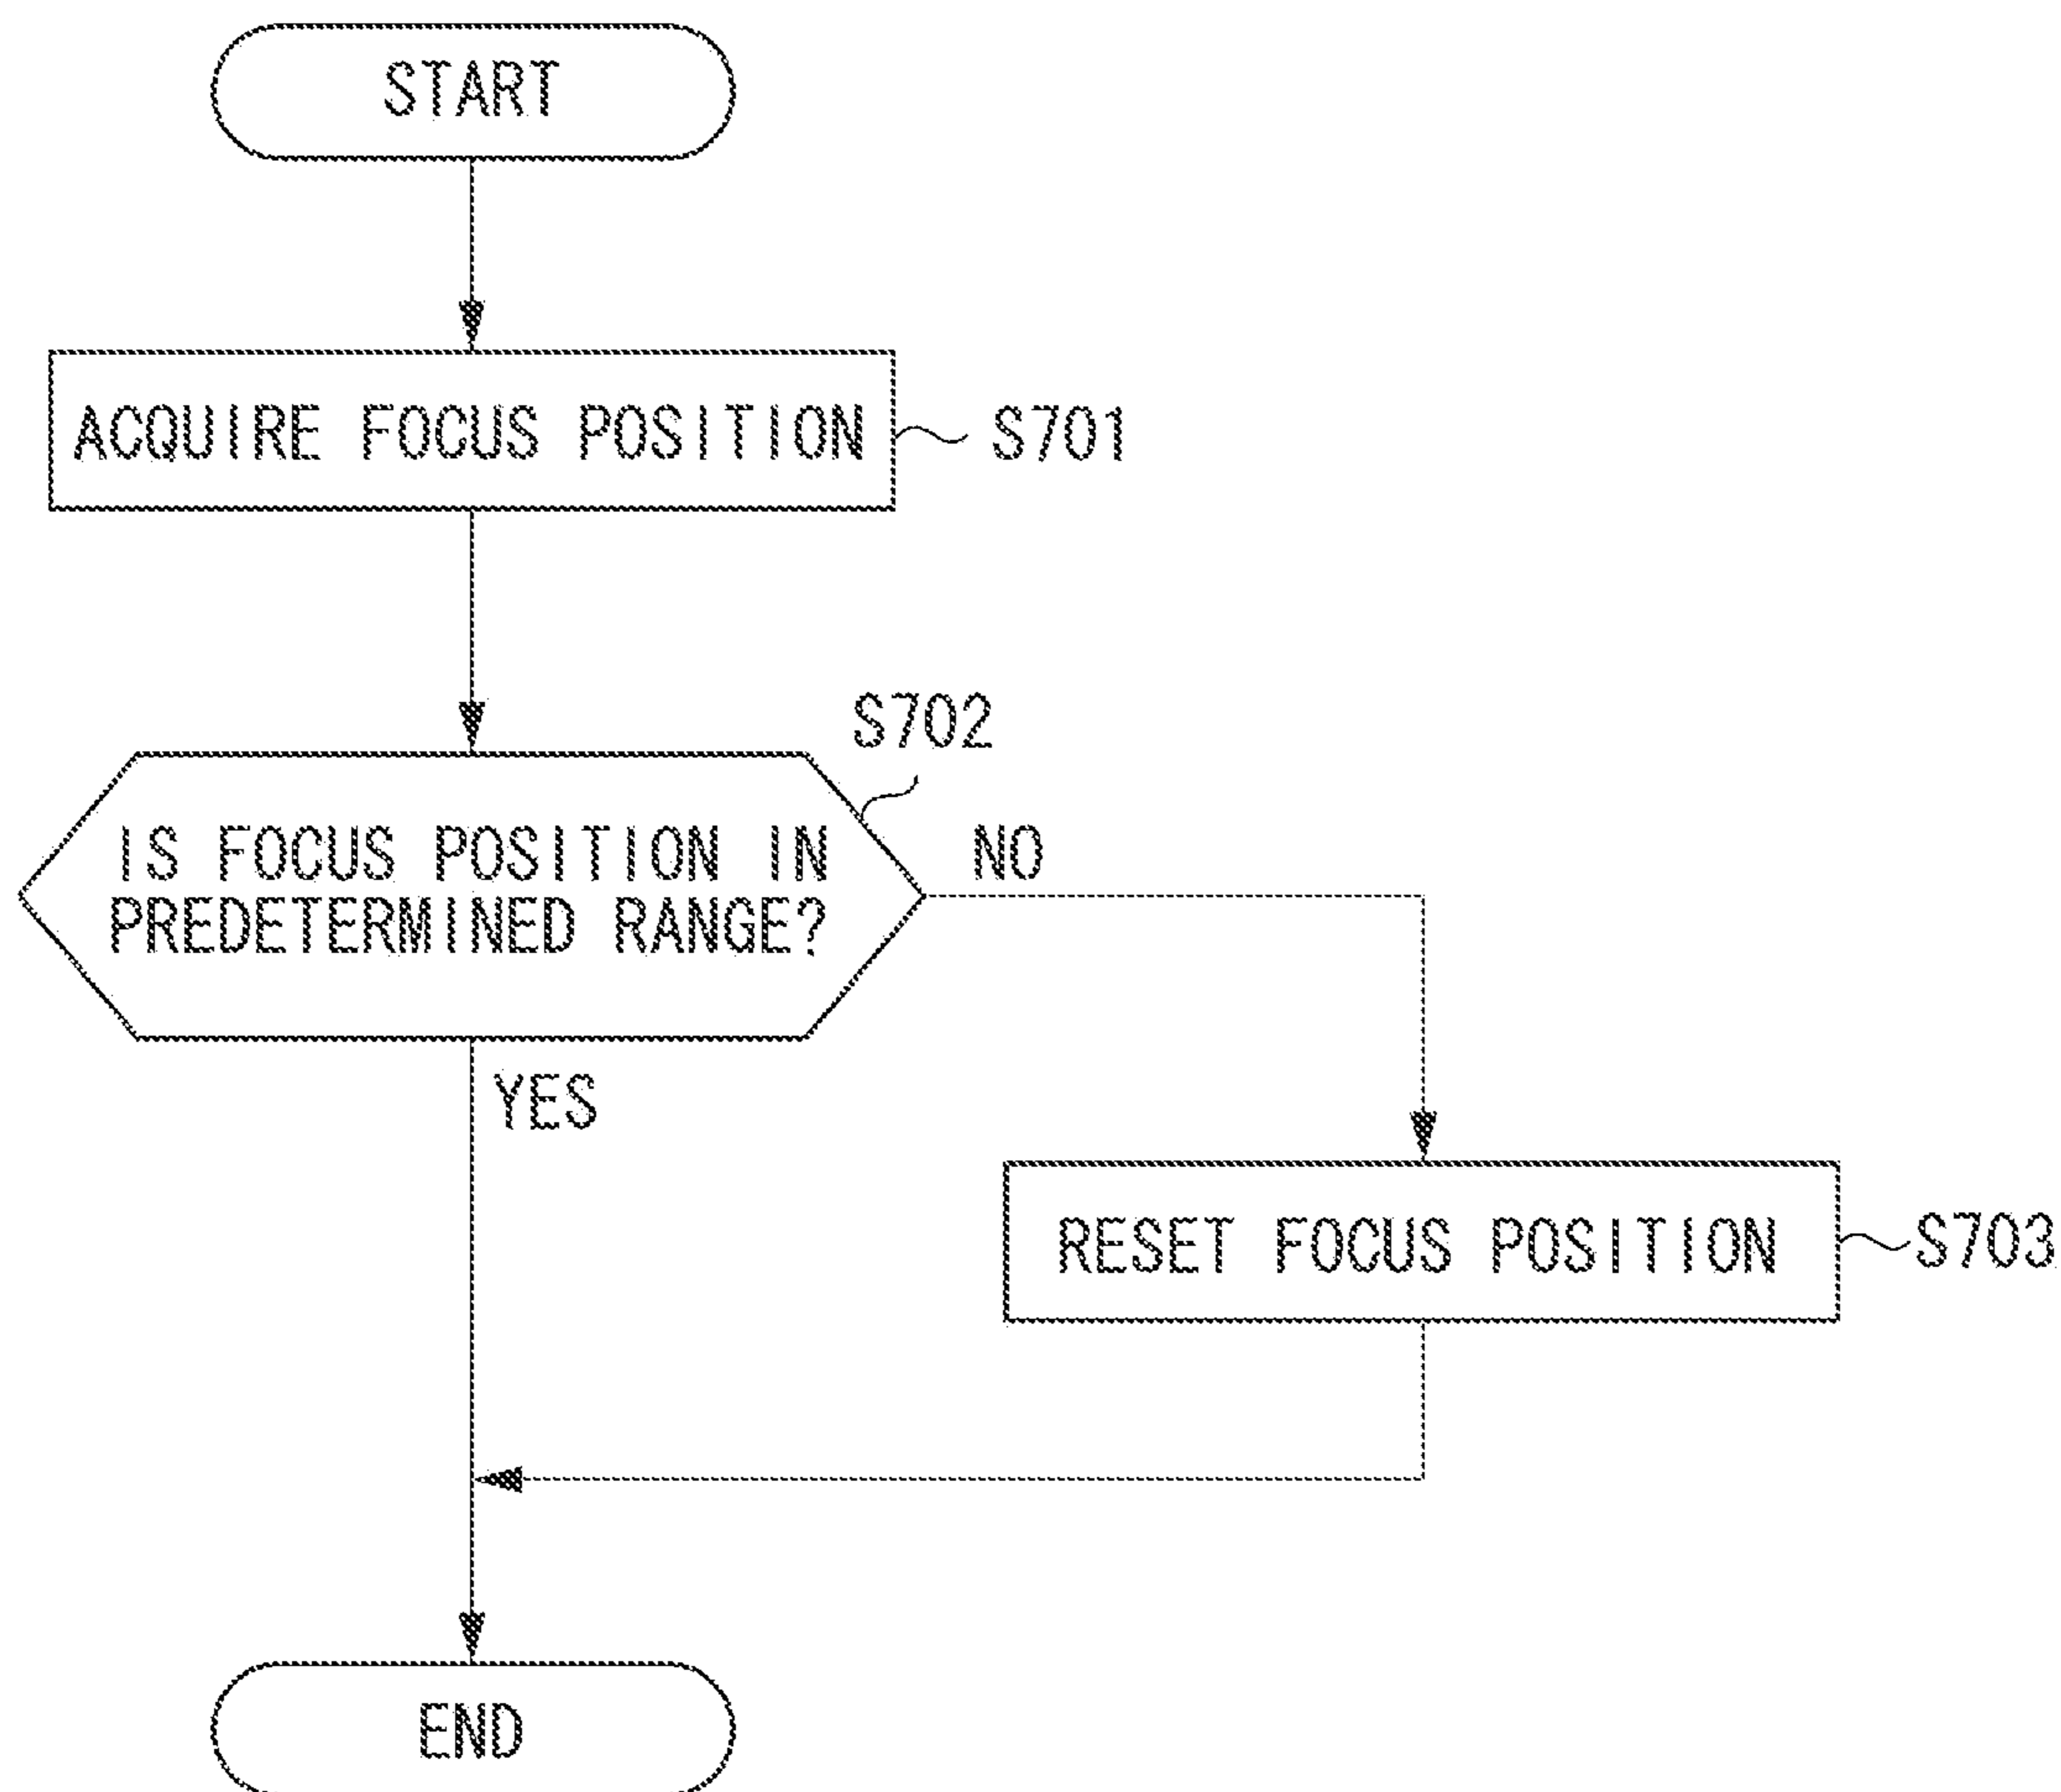 START
ACQUIRE FOCUS POSITION
S701
S702
IS FOCUS POSITION IN
PREDETERMINED RANGE?
NO
YES
RESET FOCUS POSITION
S703
END